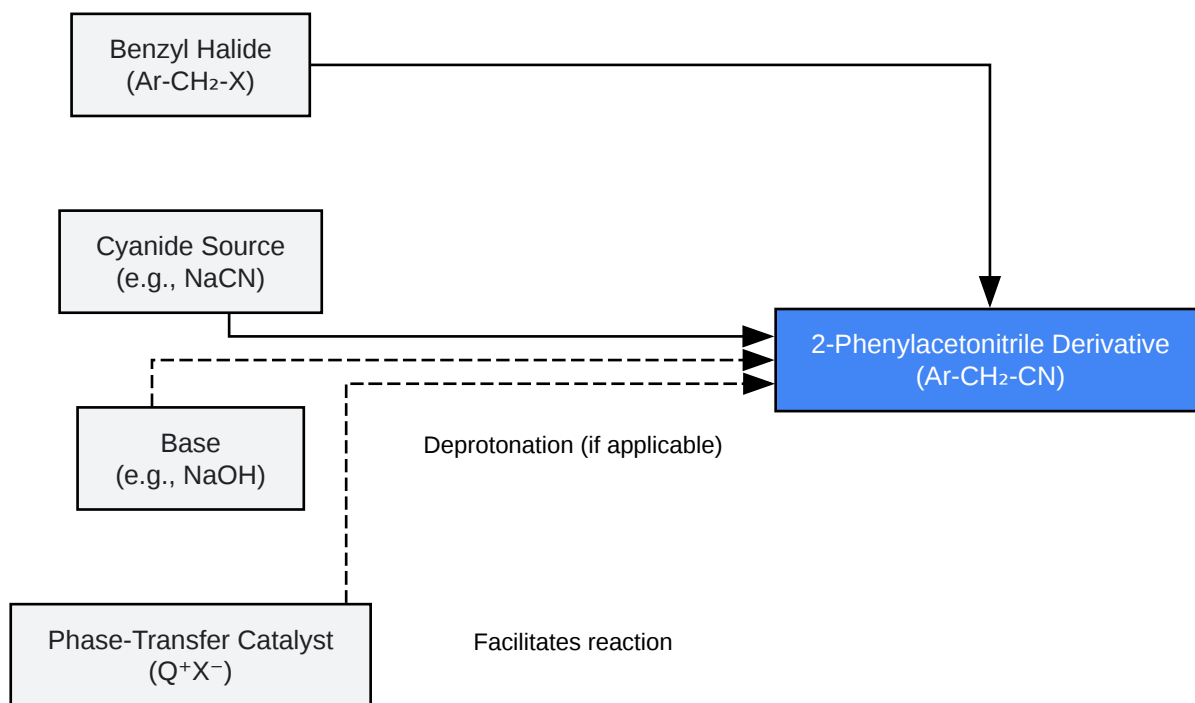 Benzyl Halide
(Ar-CH₂-X)
Cyanide Source
(e.g., NaCN)
2-Phenylacetonitrile Derivative
(Ar-CH₂-CN)
Base
(e.g., NaOH)
Deprotonation (if applicable)
Phase-Transfer Catalyst
(Q⁺X⁻)
Facilitates reaction